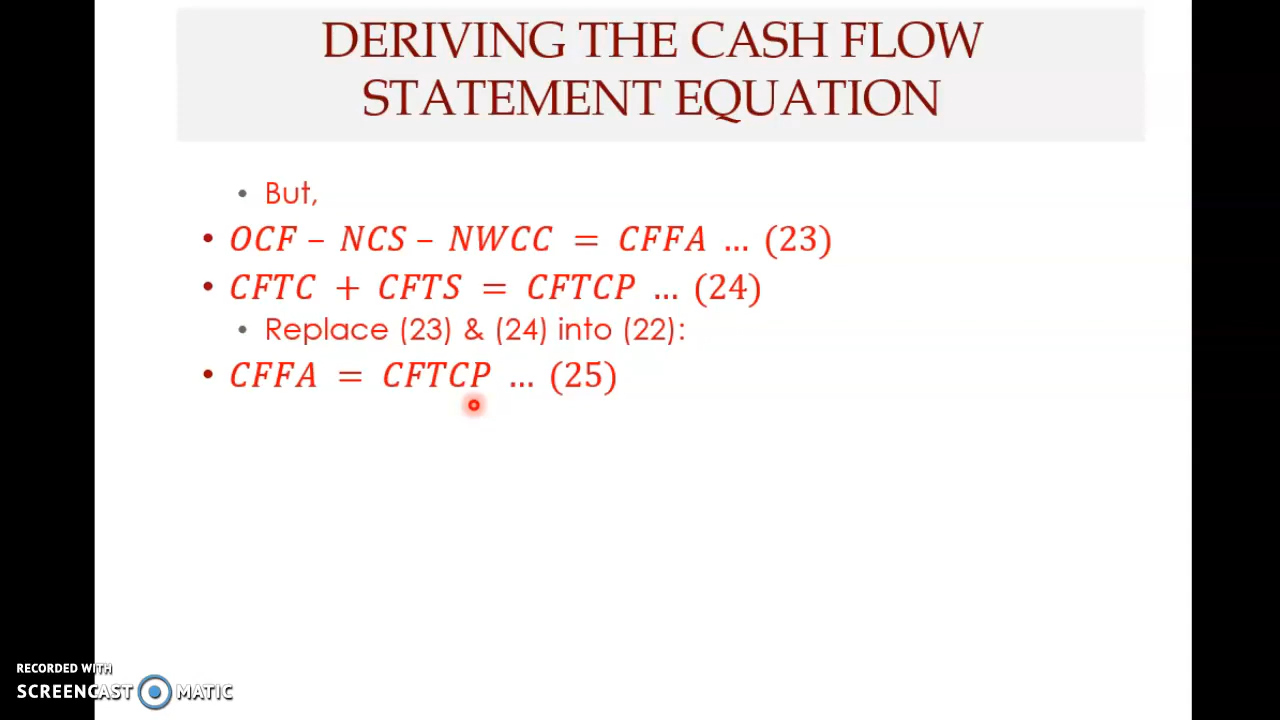 DERIVING THE CASH FLOW
STATEMENT EQUATION
• But,
• OCF – NCS – NWCC = CFFA … (23)
• CFTC + CFTS = CFTCP … (24)
• Replace (23) & (24) into (22):
• CFFA = CFTCP … (25)
RECORDED WITH
SCREENCAST MATIC